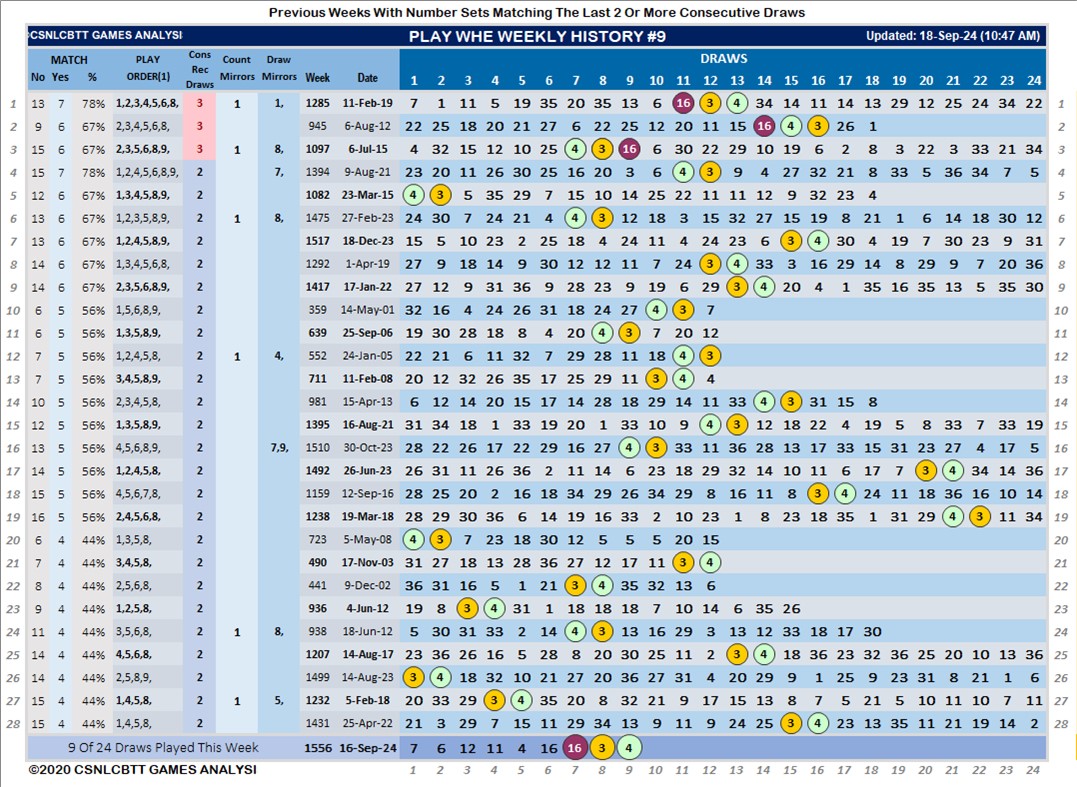 Previous Weeks With Number Sets Matching The Last 2 Or More Consecutive Draws
CSNLCBTT GAMES ANALYSI PLAY WHE WEEKLY HISTORY #9 Updated: 18-Sep-24 (10:47 AM)
MATCH PLAY Cons Rec Draws Count Draw DRAWS
No Yes % ORDER(1) Mirrors Mirrors Week Date 1 2 3 4 5 6 7 8 9 10 11 12 13 14 15 16 17 18 19 20 21 22 23 24
1 13 7 78% 1,2,3,4,5,6,8, 3 1 1, 1285 11-Feb-19 7 1 11 5 19 35 20 35 13 6 16 3 4 34 14 11 14 13 29 12 25 24 34 22 1
2 9 6 67% 2,3,4,5,6,8, 3 945 6-Aug-12 22 25 18 20 21 27 6 22 25 12 20 11 15 16 4 3 26 1 2
3 15 6 67% 2,3,5,6,8,9, 3 1 8, 1097 6-Jul-15 4 32 15 12 10 25 4 3 16 6 30 22 29 10 19 6 2 8 3 22 3 33 21 34 3
4 15 7 78% 1,2,4,5,6,8,9, 2 7, 1394 9-Aug-21 23 20 11 26 30 25 16 20 3 6 4 3 9 4 27 32 21 8 33 5 36 34 7 5 4
5 12 6 67% 1,3,4,5,8,9, 2 1082 23-Mar-15 4 3 5 35 29 7 15 10 14 25 22 11 11 11 12 9 32 23 4 5
6 13 6 67% 1,2,3,5,8,9, 2 1 8, 1475 27-Feb-23 24 30 7 24 21 4 4 3 12 18 3 15 32 27 15 19 8 21 1 6 14 18 30 12 6
7 13 6 67% 1,2,4,5,8,9, 2 1517 18-Dec-23 15 5 10 23 2 25 18 4 24 11 4 24 23 6 3 4 30 4 19 7 30 23 9 31 7
8 14 6 67% 1,3,4,5,6,8, 2 1292 1-Apr-19 27 9 18 14 9 30 12 12 11 7 24 3 4 33 3 16 29 14 8 29 9 7 20 36 8
9 14 6 67% 2,3,5,6,8,9, 2 1417 17-Jan-22 27 12 9 31 36 9 28 23 9 19 6 29 3 4 20 4 1 35 16 35 13 5 35 30 9
10 6 5 56% 1,5,6,8,9, 2 359 14-May-01 32 16 4 24 26 31 18 24 27 4 3 7 10
11 6 5 56% 1,3,5,8,9, 2 639 25-Sep-06 19 30 28 18 8 4 20 4 3 7 20 12 11
12 7 5 56% 1,2,4,5,8, 2 1 4, 552 24-Jan-05 22 21 6 11 32 7 29 28 11 18 4 3 12
13 7 5 56% 3,4,5,8,9, 2 711 11-Feb-08 20 12 32 26 35 17 25 29 11 3 4 4 13
14 10 5 56% 2,3,4,5,8, 2 981 15-Apr-13 6 12 14 20 15 17 14 28 18 29 14 11 33 4 3 31 15 8 14
15 12 5 56% 1,3,5,8,9, 2 1395 16-Aug-21 31 34 18 1 33 19 20 1 33 10 9 4 3 12 18 22 4 19 5 8 33 7 33 19 15
16 13 5 56% 4,5,6,8,9, 2 7,9, 1510 30-Oct-23 28 22 26 17 22 29 16 27 4 3 33 11 36 28 13 17 33 15 31 23 27 4 17 5 16
17 14 5 56% 1,2,4,5,8, 2 1492 26-Jun-23 26 31 11 26 36 2 11 14 6 23 18 29 32 14 10 11 6 17 7 3 4 34 14 36 17
18 15 5 56% 4,5,6,7,8, 2 1159 12-Sep-16 28 25 20 2 16 18 34 29 26 34 29 8 16 11 8 3 4 24 11 18 36 16 10 14 18
19 16 5 56% 2,4,5,6,8, 2 1238 19-Mar-18 28 29 30 36 6 14 19 16 33 2 10 23 1 8 23 18 35 1 31 29 4 3 11 34 19
20 6 4 44% 1,3,5,8, 2 723 5-May-08 4 3 7 23 18 30 12 5 5 5 20 15 20
21 7 4 44% 3,4,5,8, 2 490 17-Nov-03 31 27 18 13 28 36 27 12 17 11 3 4 21
22 8 4 44% 2,5,6,8, 2 441 9-Dec-02 36 31 16 5 1 21 3 4 35 32 13 6 22
23 9 4 44% 1,2,5,8, 2 936 4-Jun-12 19 8 3 4 31 1 18 18 18 7 10 14 6 35 26 23
24 11 4 44% 3,5,6,8, 2 1 8, 938 18-Jun-12 5 30 31 33 2 14 4 3 13 16 29 3 13 12 33 18 17 30 24
25 14 4 44% 4,5,6,8, 2 1207 14-Aug-17 23 36 26 16 5 28 8 20 30 25 11 2 3 4 18 36 23 32 36 25 20 10 13 36 25
26 14 4 44% 2,5,8,9, 2 1499 14-Aug-23 3 4 18 32 10 21 27 20 36 27 31 4 20 29 9 1 25 9 23 31 8 21 1 6 26
27 15 4 44% 1,4,5,8, 2 1 5, 1232 5-Feb-18 20 33 29 3 4 35 20 8 32 21 9 17 15 13 8 7 5 21 5 10 11 10 7 11 27
28 15 4 44% 1,4,5,8, 2 1431 25-Apr-22 21 3 29 7 15 11 29 34 13 9 11 9 24 25 3 4 23 13 35 11 21 19 14 2 28
9 Of 24 Draws Played This Week 1556 16-Sep-24 7 6 12 11 4 16 16 3 4
©2020 CSNLCBTT GAMES ANALYSI 1 2 3 4 5 6 7 8 9 10 11 12 13 14 15 16 17 18 19 20 21 22 23 24